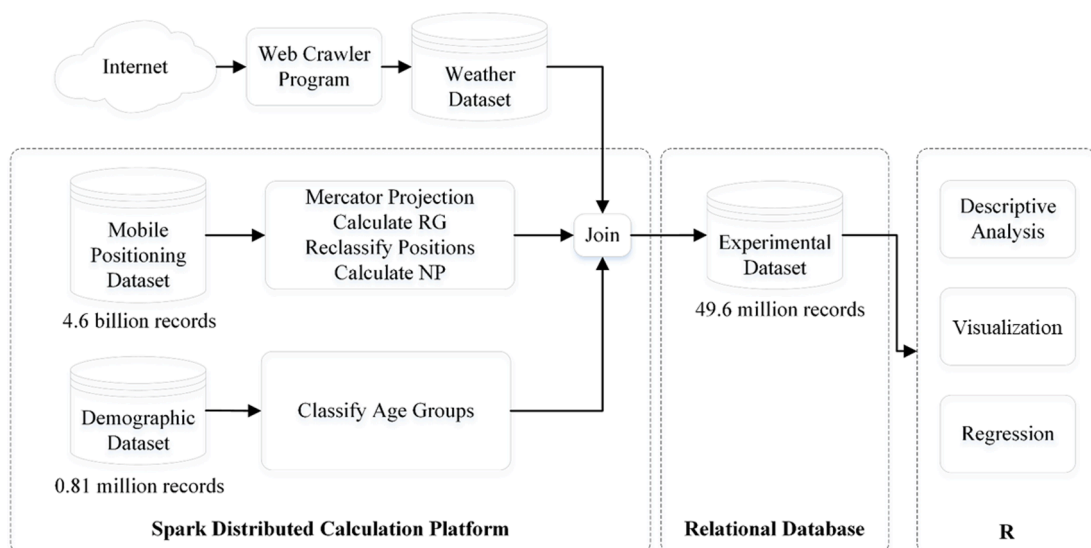 Internet
Web Crawler
Program
Weather
Dataset
Mobile
Positioning
Dataset
4.6 billion records
Mercator Projection
Calculate RG
Reclassify Positions
Calculate NP
Join
Experimental
Dataset
49.6 million records
Descriptive
Analysis
Visualization
Regression
Demographic
Dataset
0.81 million records
Classify Age Groups
Spark Distributed Calculation Platform
Relational Database
R